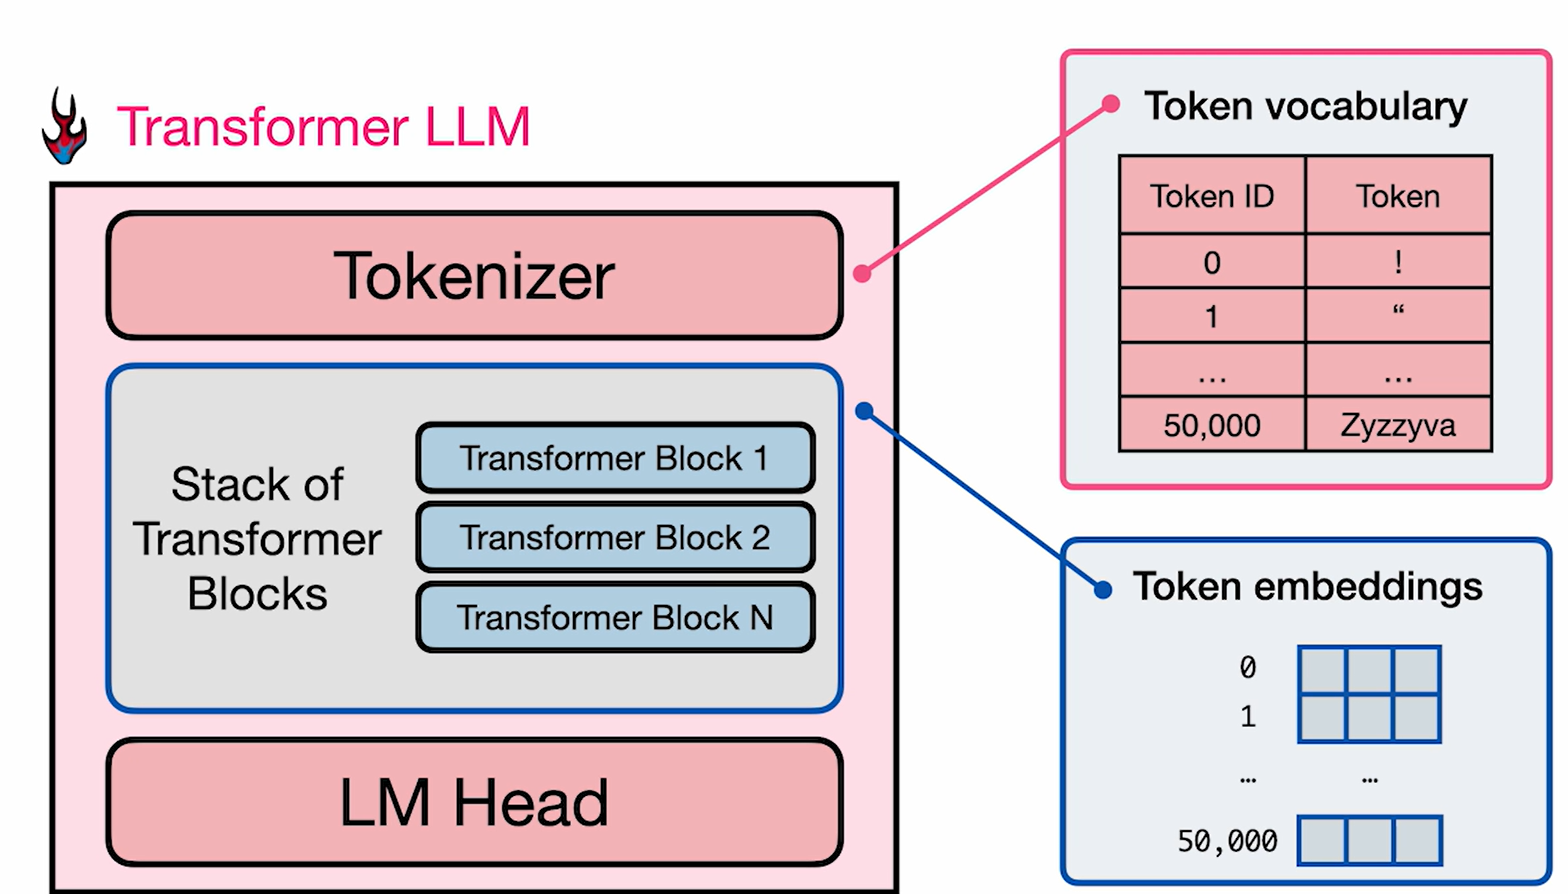 Transformer LLM
Tokenizer
Stack of
Transformer
Blocks
Transformer Block 1
Transformer Block 2
Transformer Block N
LM Head
Token vocabulary
Token ID Token
0 !
1 “
... ...
50,000 Zyzzyva
Token embeddings
0
1
... ...
50,000